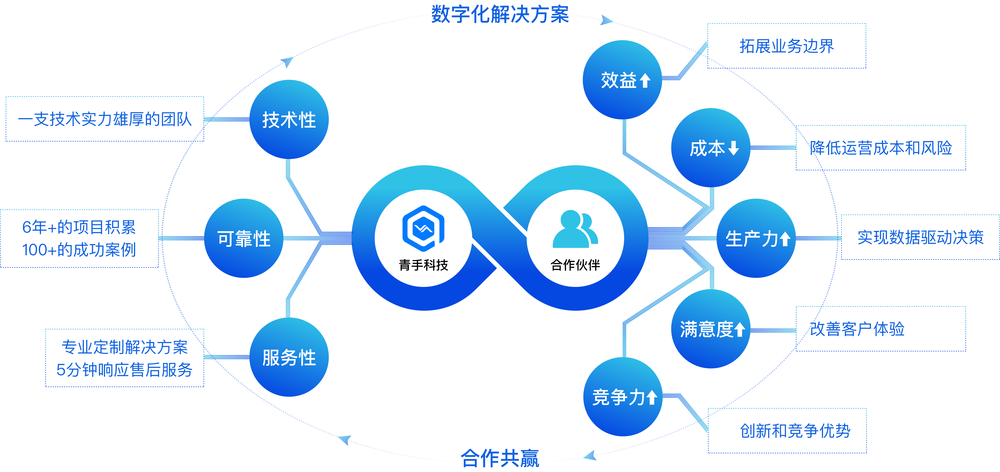 数字化解决方案
拓展业务边界
效益
技术性
一支技术实力雄厚的团队
成本
降低运营成本和风险
6年+的项目积累
100+的成功案例
可靠性
青手科技
合作伙伴
生产力
实现数据驱动决策
满意度
改善客户体验
专业定制解决方案
5分钟响应售后服务
服务性
竞争力
创新和竞争优势
合作共赢